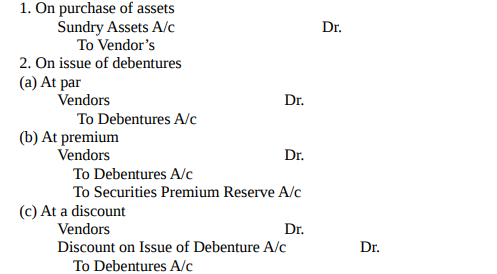 1. On purchase of assets
Sundry Assets A/c Dr.
To Vendor’s
2. On issue of debentures
(a) At par
Vendors Dr.
To Debentures A/c
(b) At premium
Vendors Dr.
To Debentures A/c
To Securities Premium Reserve A/c
(c) At a discount
Vendors Dr.
Discount on Issue of Debenture A/c Dr.
To Debentures A/c